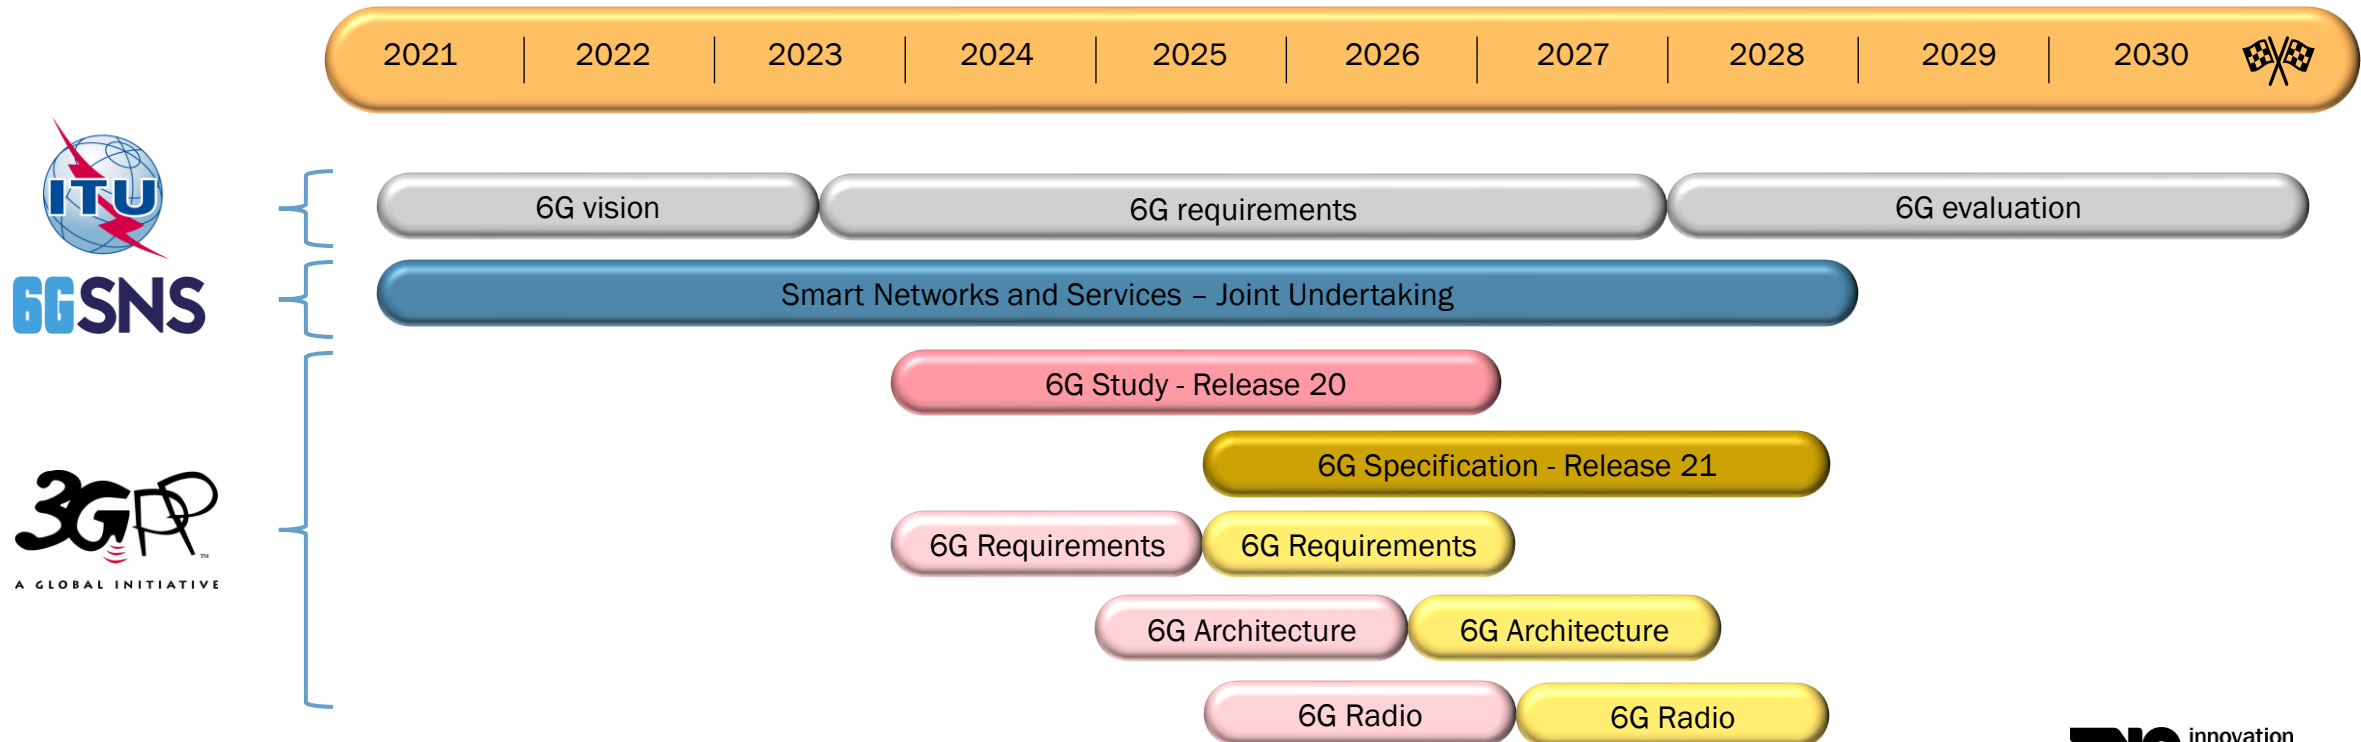 2021 2022 2023 2024 2025 2026 2027 2028 2029 2030
ITU
6G vision 6G requirements 6G evaluation
6GSNS
Smart Networks and Services – Joint Undertaking
6G Study - Release 20
6G Specification - Release 21
3GPP
TM
A GLOBAL INITIATIVE
6G Requirements 6G Requirements
6G Architecture 6G Architecture
6G Radio 6G Radio
innovation